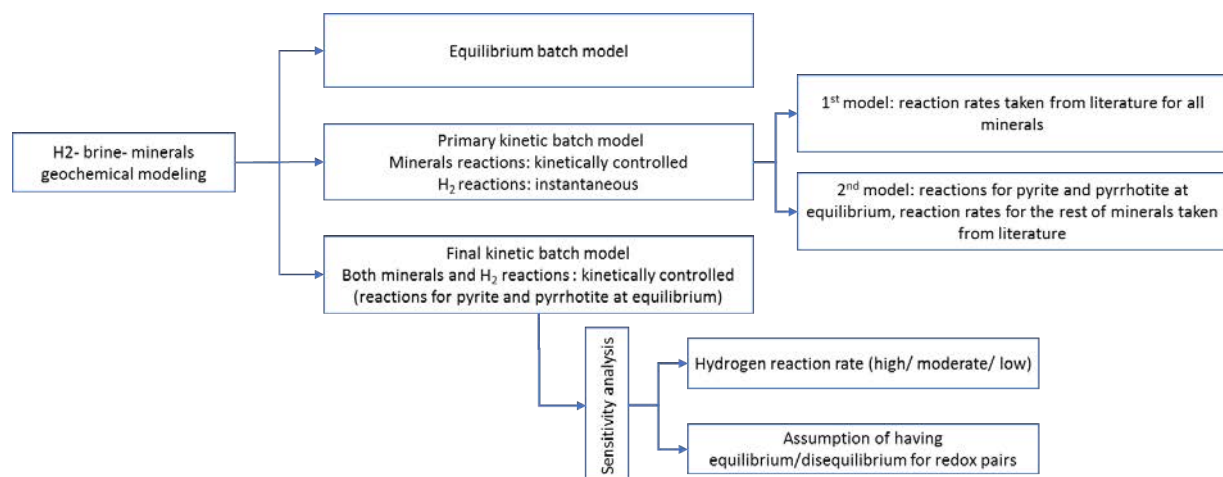 H2- brine- minerals
geochemical modeling
Equilibrium batch model
Primary kinetic batch model
Minerals reactions: kinetically controlled
H₂ reactions: instantaneous
1st model: reaction rates taken from literature for all
minerals
2nd model: reactions for pyrite and pyrrhotite at
equilibrium, reaction rates for the rest of minerals taken
from literature
Final kinetic batch model
Both minerals and H₂ reactions : kinetically controlled
(reactions for pyrite and pyrrhotite at equilibrium)
Sensitivity analysis
Hydrogen reaction rate (high/ moderate/ low)
Assumption of having
equilibrium/disequilibrium for redox pairs